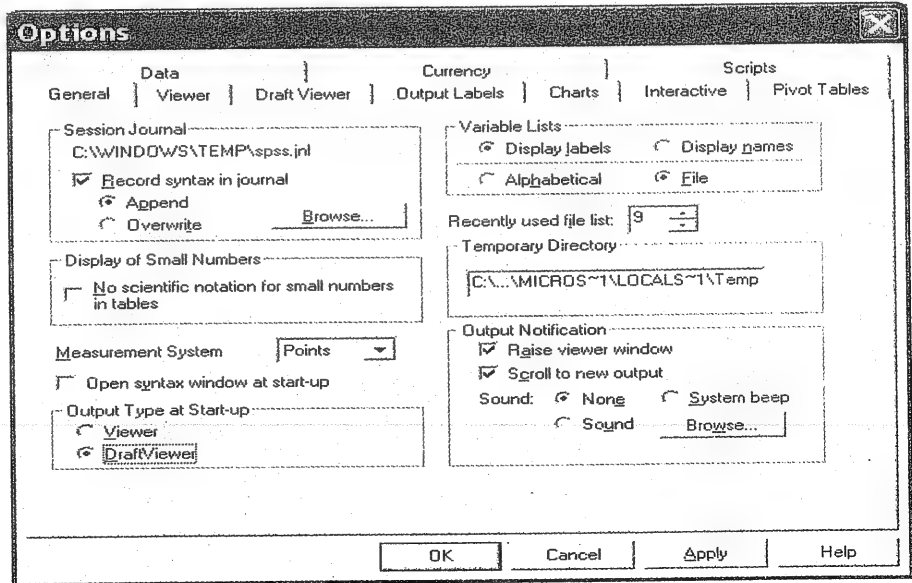 Options
Data Currency Scripts
General Viewer Draft Viewer Output Labels Charts Interactive Pivot Tables
Session Journal
C:\WINDOWS\TEMP\spss.jnl
Record syntax in journal
Append
Overwrite
Browse...
Display of Small Numbers
No scientific notation for small numbers
in tables
Measurement System Points
Open syntax window at start-up
Output Type at Start-up
Viewer
DraftViewer
Variable Lists
Display labels Display names
Alphabetical File
Recently used file list: 9
Temporary Directory
C:\...\MICROS~1\LOCALS~1\Temp
Output Notification
Raise viewer window
Scroll to new output
Sound: None System beep
Sound Browse...
OK Cancel Apply Help